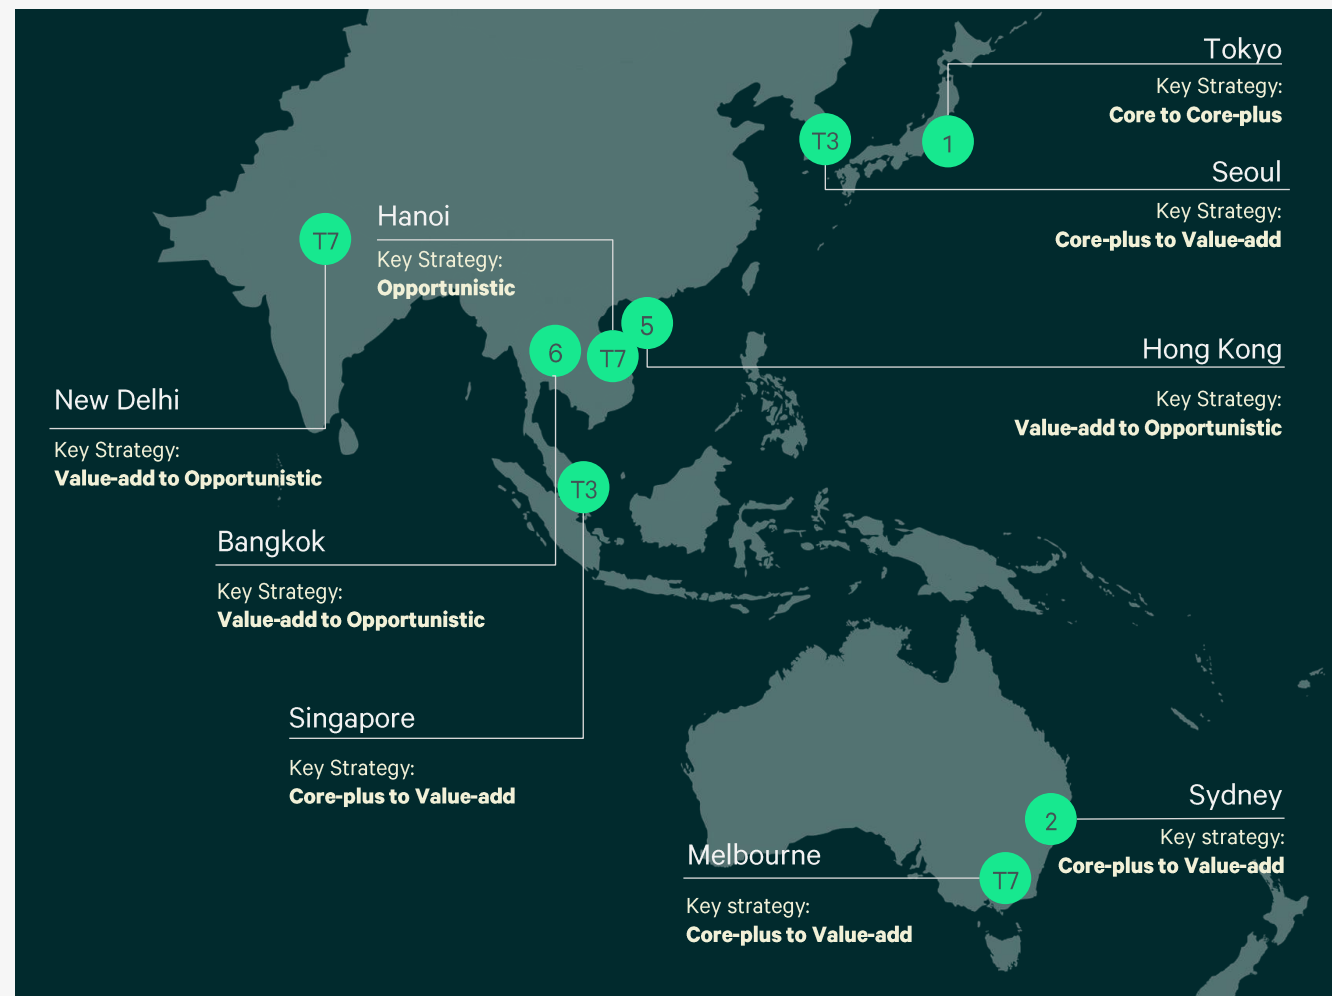 Tokyo
Key Strategy:
Core to Core-plus
T3
1
Seoul
Key Strategy:
Core-plus to Value-add
Hanoi
Key Strategy:
Opportunistic
T7
5
6
T7
Hong Kong
Key Strategy:
Value-add to Opportunistic
New Delhi
Key Strategy:
Value-add to Opportunistic
T3
Bangkok
Key Strategy:
Value-add to Opportunistic
Singapore
Key Strategy:
Core-plus to Value-add
Sydney
2
Key strategy:
Core-plus to Value-add
Melbourne
T7
Key strategy:
Core-plus to Value-add